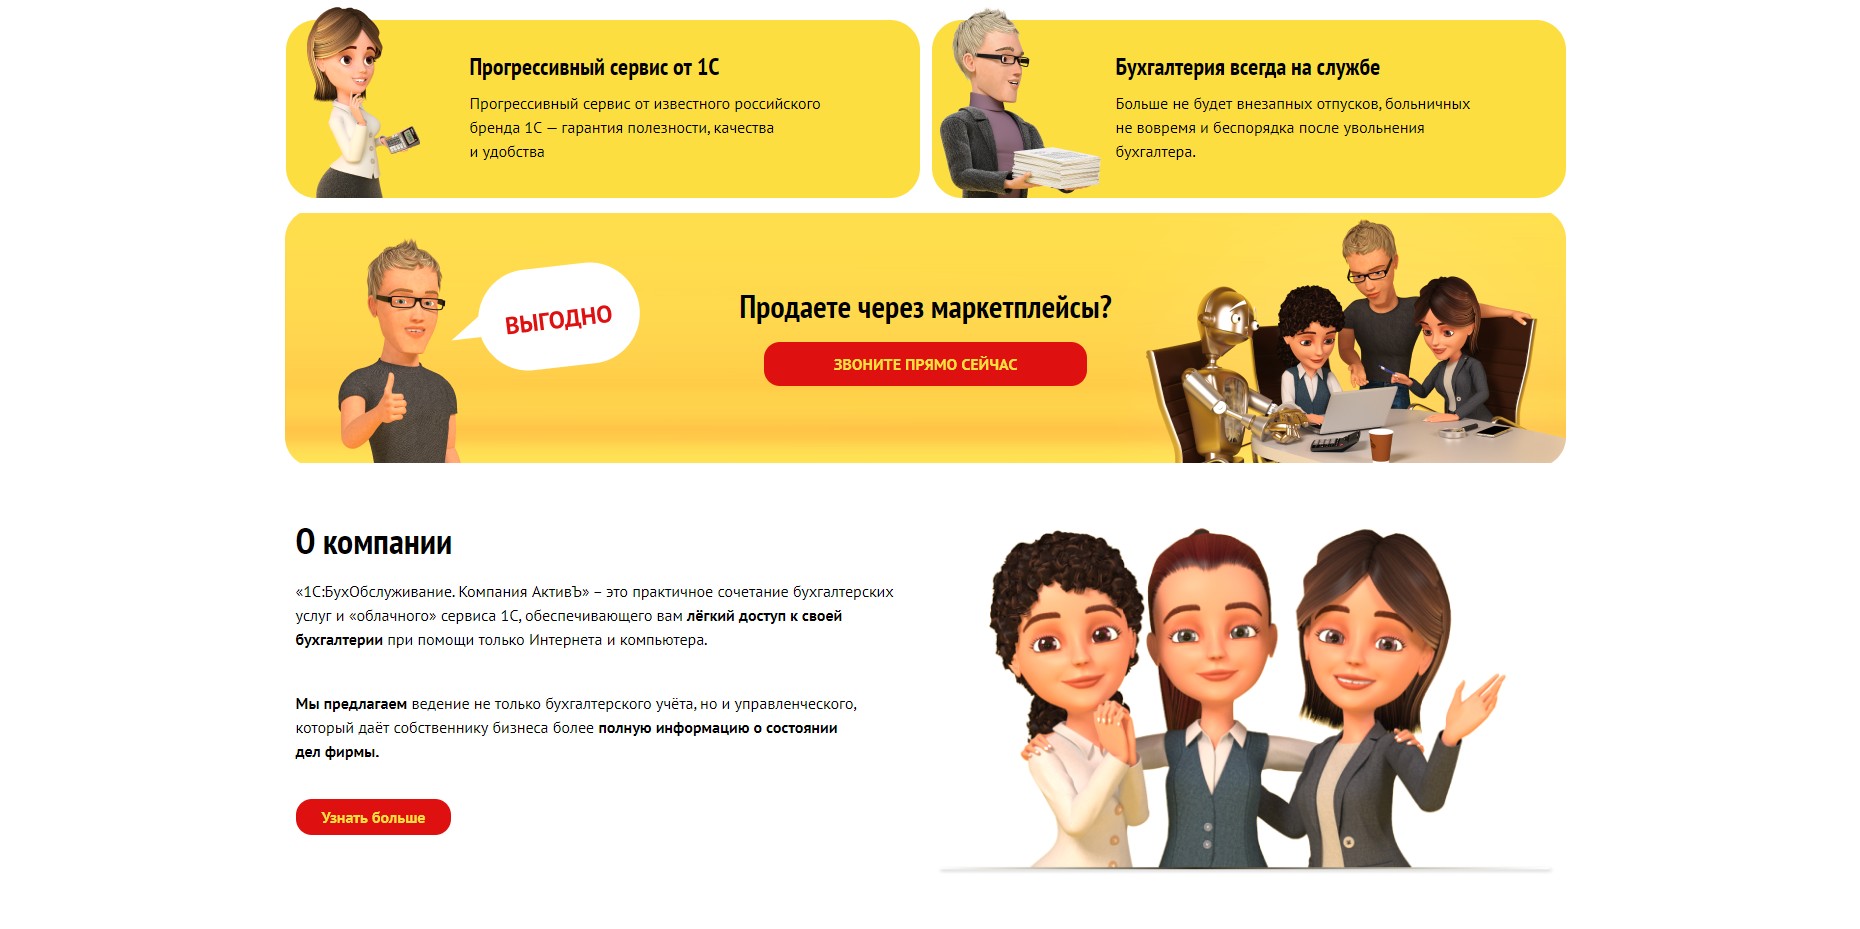 Прогрессивный сервис от 1С
Прогрессивный сервис от известного российского
бренда 1С — гарантия полезности, качества
и удобства
Бухгалтерия всегда на службе
Больше не будет внезапных отпусков, больничных
не вовремя и беспорядка после увольнения
бухгалтера.
ВЫГОДНО
Продаете через маркетплейсы?
ЗВОНИТЕ ПРЯМО СЕЙЧАС
О компании
«1С:БухОбслуживание. Компания АктивЪ» – это практичное сочетание бухгалтерских
услуг и «облачного» сервиса 1С, обеспечивающего вам лёгкий доступ к своей
бухгалтерии при помощи только Интернета и компьютера.
Мы предлагаем ведение не только бухгалтерского учёта, но и управленческого,
который даёт собственнику бизнеса более полную информацию о состоянии
дел фирмы.
Узнать больше